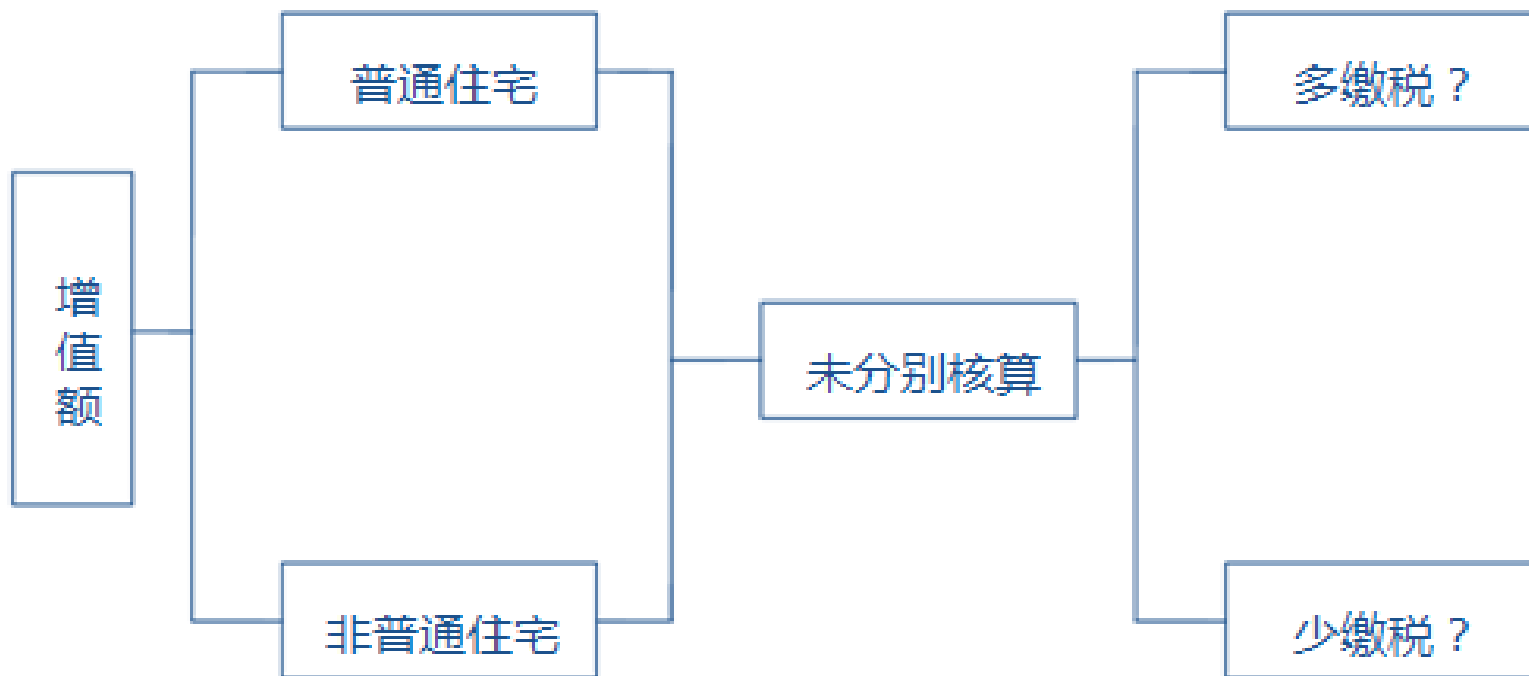 普通住宅
多缴税？
增
值
额
未分别核算
非普通住宅
少缴税？